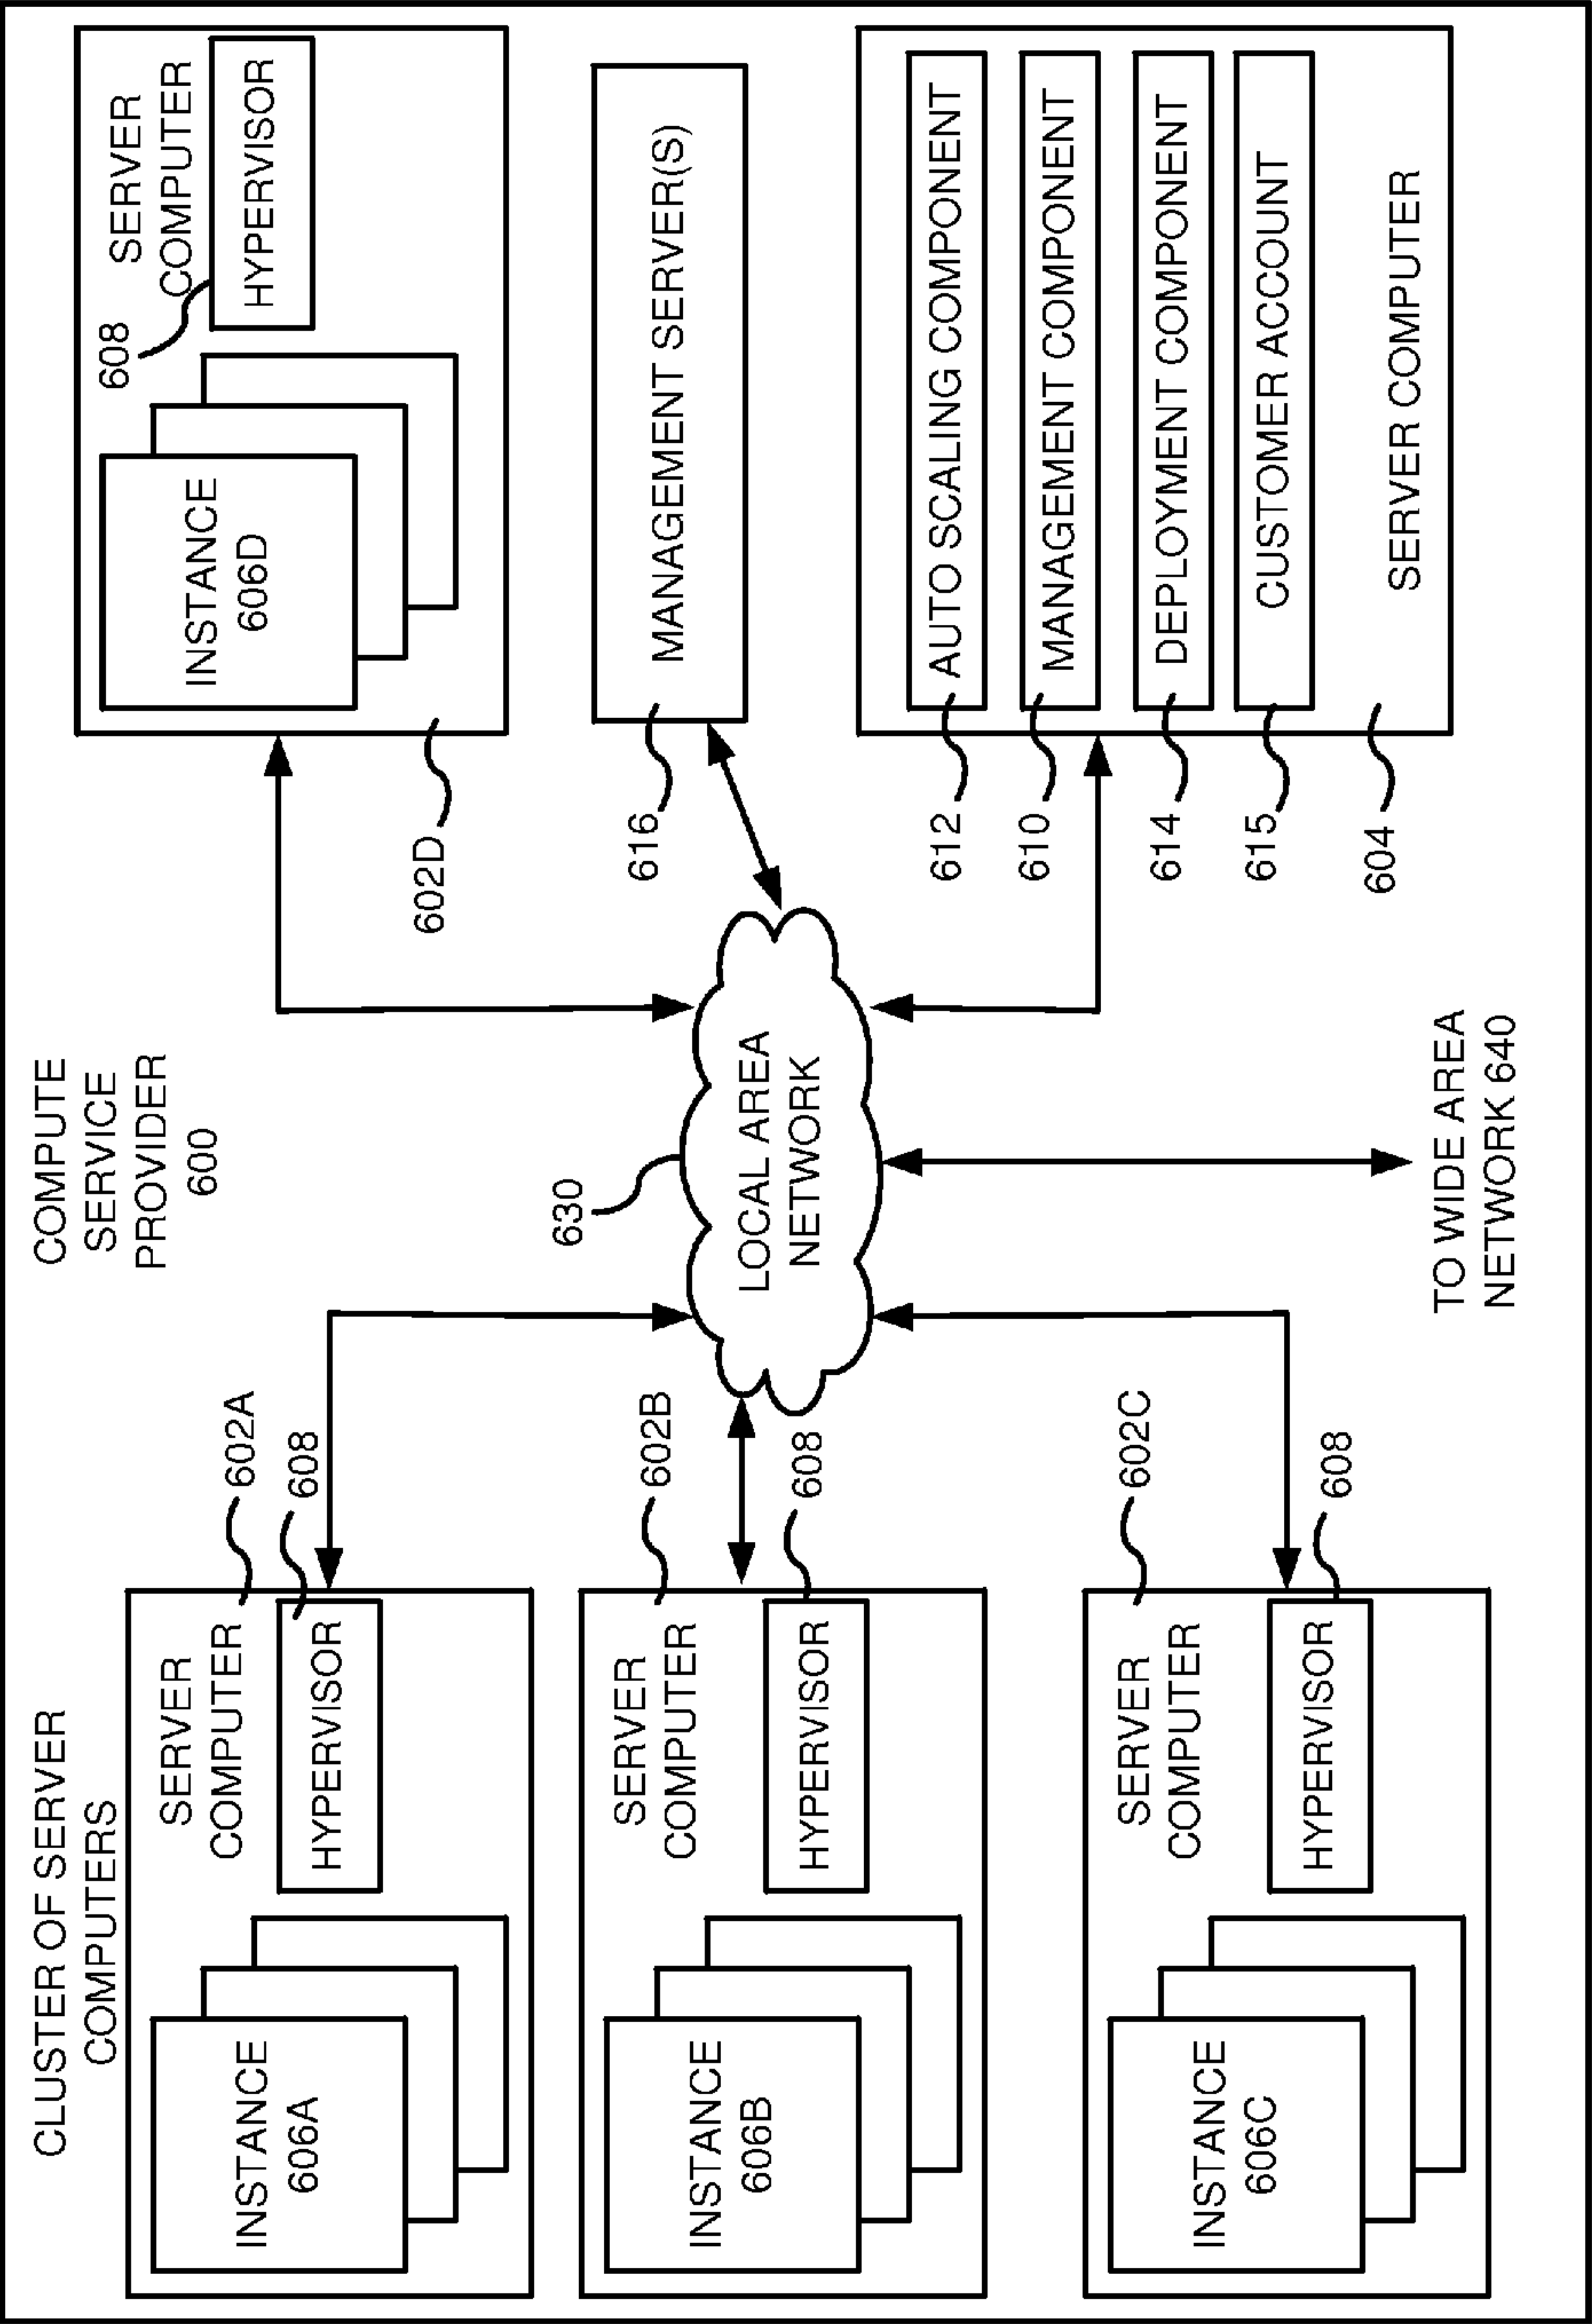 CLUSTER OF SERVER
COMPUTERS
COMPUTE
SERVICE
PROVIDER
600
SERVER
COMPUTER
602A
608
HYPERVISOR
INSTANCE
606A
SERVER
COMPUTER
602B
608
HYPERVISOR
INSTANCE
606B
SERVER
COMPUTER
602C
608
HYPERVISOR
INSTANCE
606C
630
LOCAL AREA
NETWORK
TO WIDE AREA
NETWORK 640
608
SERVER
COMPUTER
HYPERVISOR
INSTANCE
606D
602D
616
MANAGEMENT SERVER(S)
612
AUTO SCALING COMPONENT
610
MANAGEMENT COMPONENT
614
DEPLOYMENT COMPONENT
615
CUSTOMER ACCOUNT
604
SERVER COMPUTER